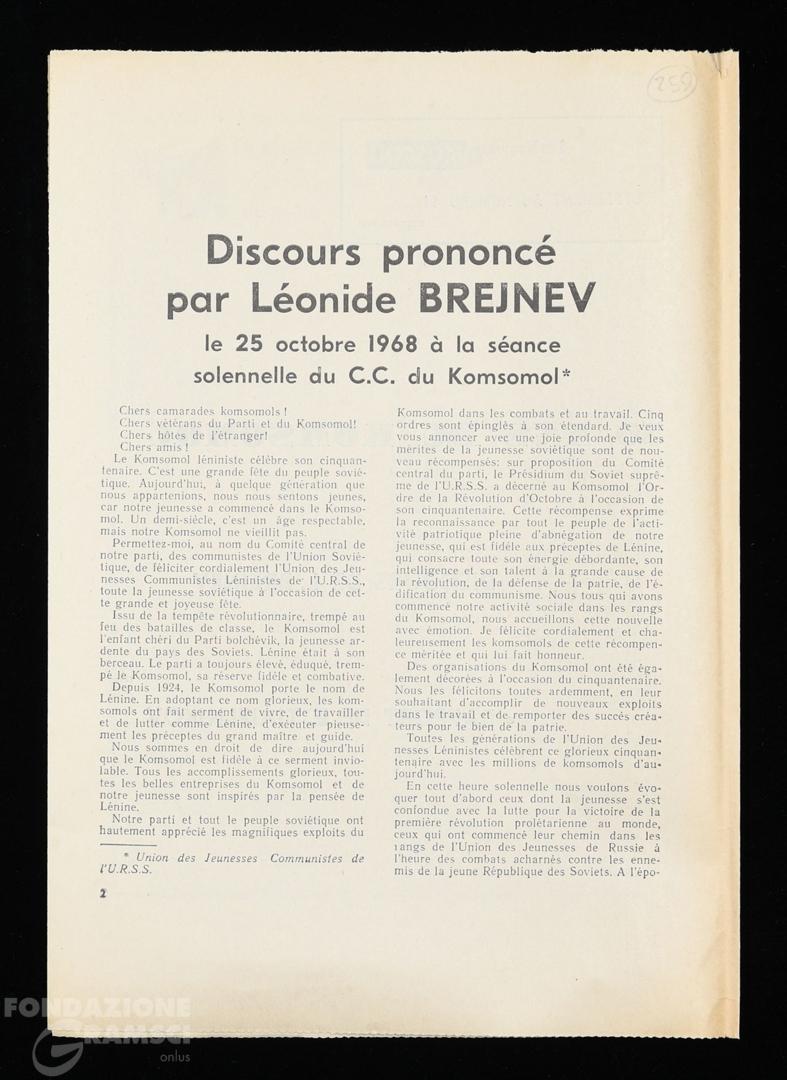 259
Discours prononcé
par Léonide BREJNEV
le 25 octobre 1968 à la séance
solennelle du C.C. du Komsomol*
Chers camarades komsomols !
Chers vétérans du Parti et du Komsomol!
Chers hôtes de l'étranger!
Chers amis !
Le Komsomol léniniste célèbre son cinquan-
tenaire. C'est une grande fête du peuple sovié-
tique. Aujourd'hui, à quelque génération que
nous appartenions, nous nous sentons jeunes,
car notre jeunesse a commencé dans le Komso-
mol. Un demi-siècle, c'est un âge respectable,
mais notre Komsomol ne vieillit pas.
Permettez-moi, au nom du Comité central de
notre parti, des communistes de l'Union Sovié-
tique, de féliciter cordialement l'Union des Jeu-
nesses Communistes Léninistes de l'U.R.S.S.,
toute la jeunesse soviétique à l'occasion de cet-
te grande et joyeuse fête.
Issu de la tempête révolutionnaire, trempé au
feu des batailles de classe, le Komsomol est
l'enfant chéri du Parti bolchévik, la jeunesse ar-
dente du pays des Soviets. Lénine était à son
berceau. Le parti a toujours élevé, éduqué, trem-
pé le Komsomol, sa réserve fidèle et combative.
Depuis 1924, le Komsomol porte le nom de
Lénine. En adoptant ce nom glorieux, les kom-
somols ont fait serment de vivre, de travailler
et de lutter comme Lénine, d'exécuter pieuse-
ment les préceptes du grand maître et guide.
Nous sommes en droit de dire aujourd'hui
que le Komsomol est fidèle à ce serment invio-
lable. Tous les accomplissements glorieux, tou-
tes les belles entreprises du Komsomol et de
notre jeunesse sont inspirés par la pensée de
Lénine.
Notre parti et tout le peuple soviétique ont
hautement apprécié les magnifiques exploits du
* Union des Jeunesses Communistes de
l'U.R.S.S.
2
Komsomol dans les combats et au travail. Cinq
ordres sont épinglés à son étendard. Je veux
vous annoncer avec une joie profonde que les
mérites de la jeunesse soviétique sont de nou-
veau récompensés: sur proposition du Comité
central du parti, le Présidium du Soviet suprê-
me de l'U.R.S.S. a décerné au Komsomol l'Or-
dre de la Révolution d'Octobre à l'occasion de
son cinquantenaire. Cette récompense exprime
la reconnaissance par tout le peuple de l'acti-
vité patriotique pleine d'abnégation de notre
jeunesse, qui est fidèle aux préceptes de Lénine,
qui consacre toute son énergie débordante, son
intelligence et son talent à la grande cause de
la révolution, de la défense de la patrie, de l'é-
dification du communisme. Nous tous qui avons
commencé notre activité sociale dans les rangs
du Komsomol, nous accueillons cette nouvelle
avec émotion. Je félicite cordialement et cha-
leureusement les komsomols de cette récompen-
ce méritée et qui lui fait honneur.
Des organisations du Komsomol ont été éga-
lement décorées à l'occasion du cinquantenaire.
Nous les félicitons toutes ardemment, en leur
souhaitant d'accomplir de nouveaux exploits
dans le travail et de remporter des succès créa-
teurs pour le bien de la patrie.
Toutes les générations de l'Union des Jeu-
nesses Léninistes célèbrent ce glorieux cinquan-
tenaire avec les millions de komsomols d'au-
jourd'hui.
En cette heure solennelle nous voulons évo-
quer tout d'abord ceux dont la jeunesse s'est
confondue avec la lutte pour la victoire de la
première révolution prolétarienne au monde,
ceux qui ont commencé leur chemin dans les
rangs de l'Union des Jeunesses de Russie à
l'heure des combats acharnés contre les enne-
mis de la jeune République des Soviets. A l'épo-
FONDAZIONE
GRAMSCI
onlus